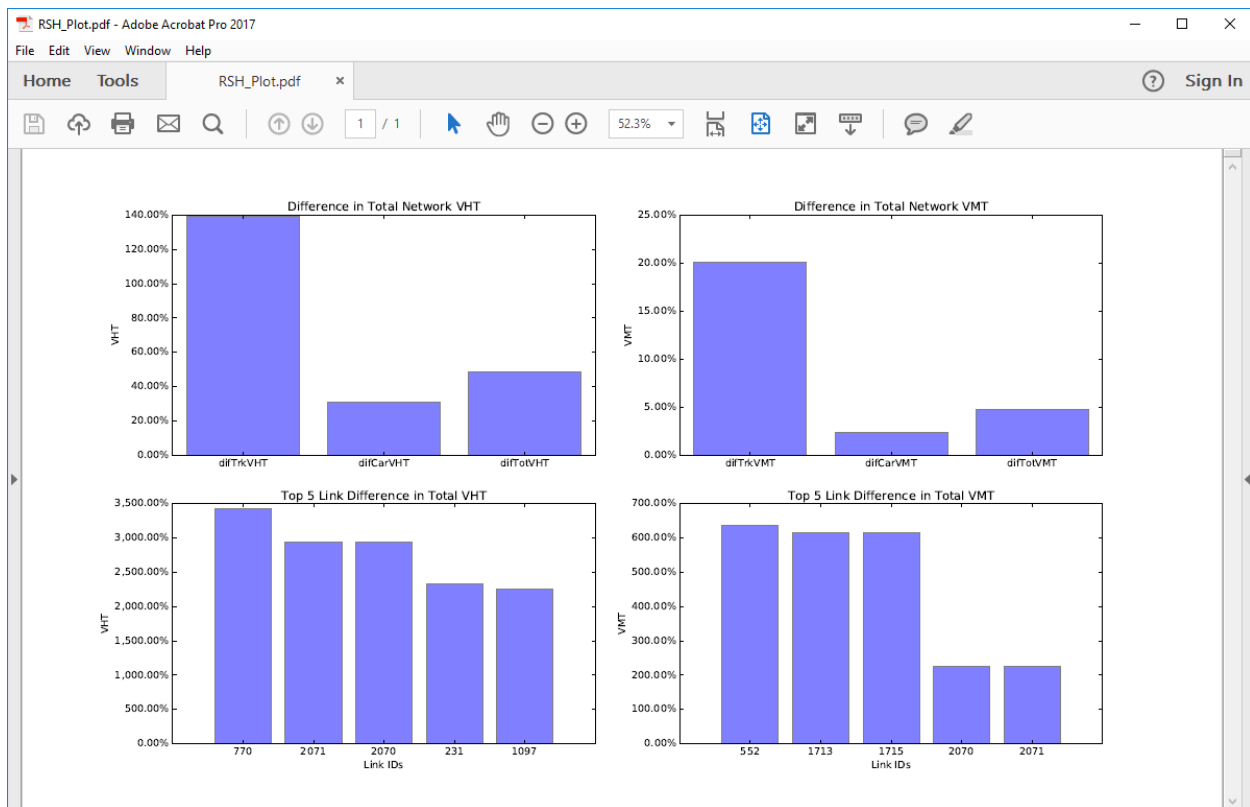 RSH_Plot.pdf - Adobe Acrobat Pro 2017
File Edit View Window Help
Home Tools RSH_Plot.pdf × ? Sign In
1 / 1 52.3%
Difference in Total Network VHT
140.00%
120.00%
100.00%
80.00%
60.00%
40.00%
20.00%
0.00%
VHT
difTrkVHT difCarVHT difTotVHT
Difference in Total Network VMT
25.00%
20.00%
15.00%
10.00%
5.00%
0.00%
VMT
difTrkVMT difCarVMT difTotVMT
Top 5 Link Difference in Total VHT
3,500.00%
3,000.00%
2,500.00%
2,000.00%
1,500.00%
1,000.00%
500.00%
0.00%
VHT
770 2071 2070 231 1097
Link IDs
Top 5 Link Difference in Total VMT
700.00%
600.00%
500.00%
400.00%
300.00%
200.00%
100.00%
0.00%
VMT
552 1713 1715 2070 2071
Link IDs